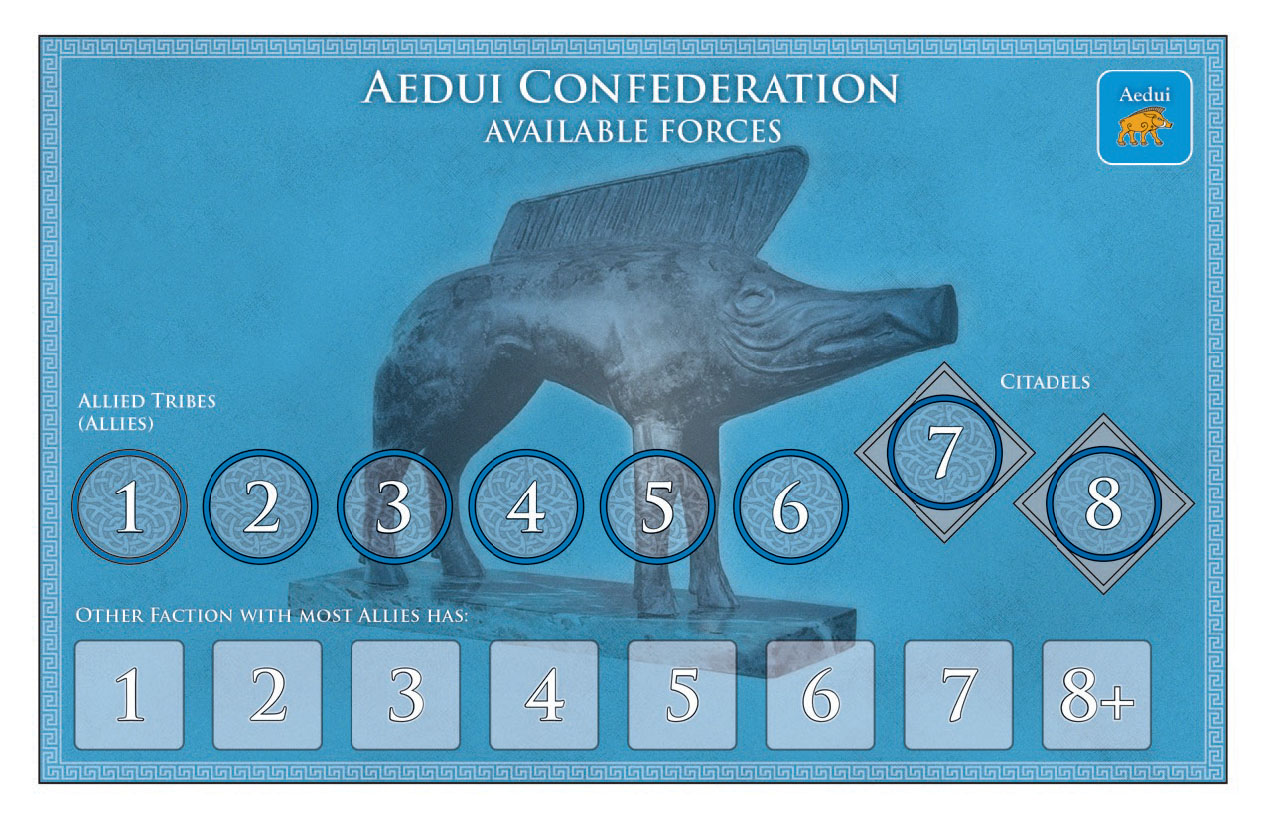 AEDUI CONFEDERATION
AVAILABLE FORCES
Aedui
CITADELS
ALLIED TRIBES
(ALLIES)
1 2 3 4 5 6 7 8
OTHER FACTION WITH MOST ALLIES HAS:
1 2 3 4 5 6 7 8+